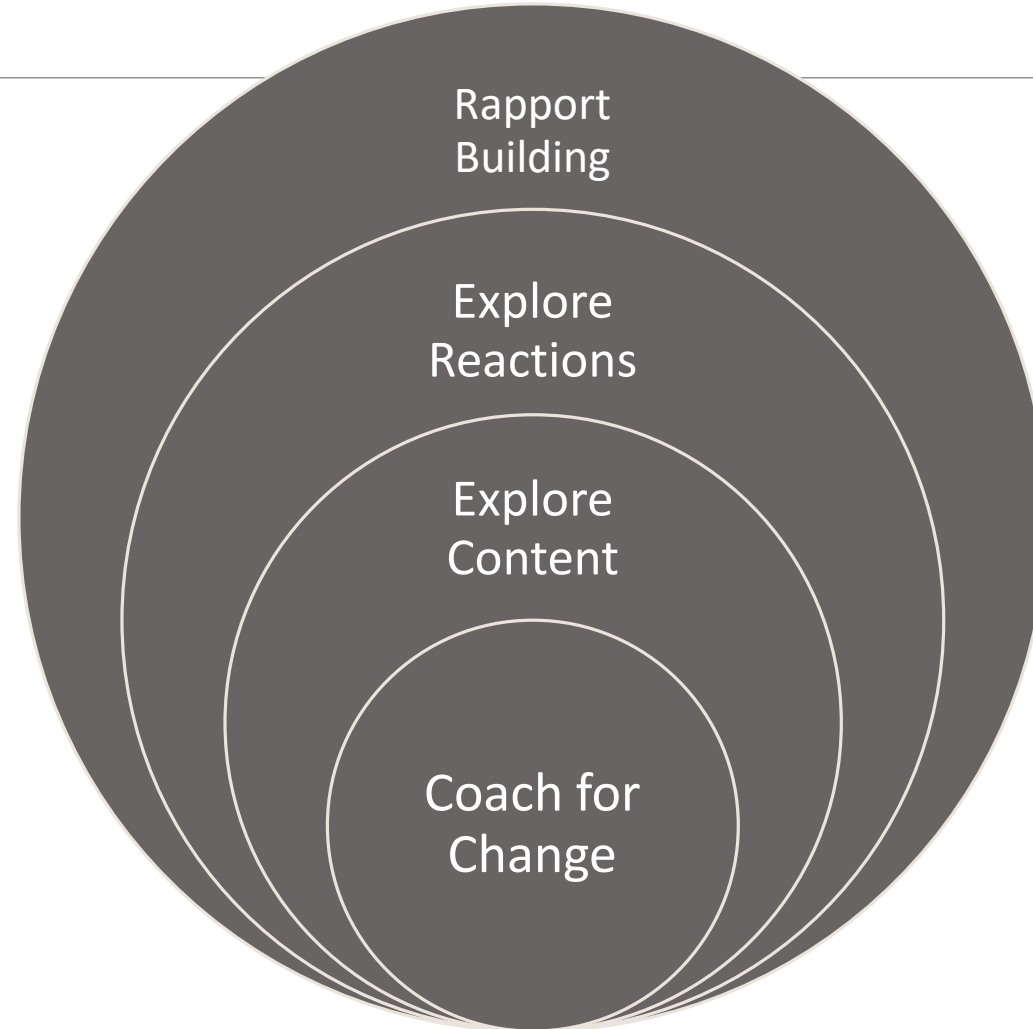 Rapport
Building
Explore
Reactions
Explore
Content
Coach for
Change